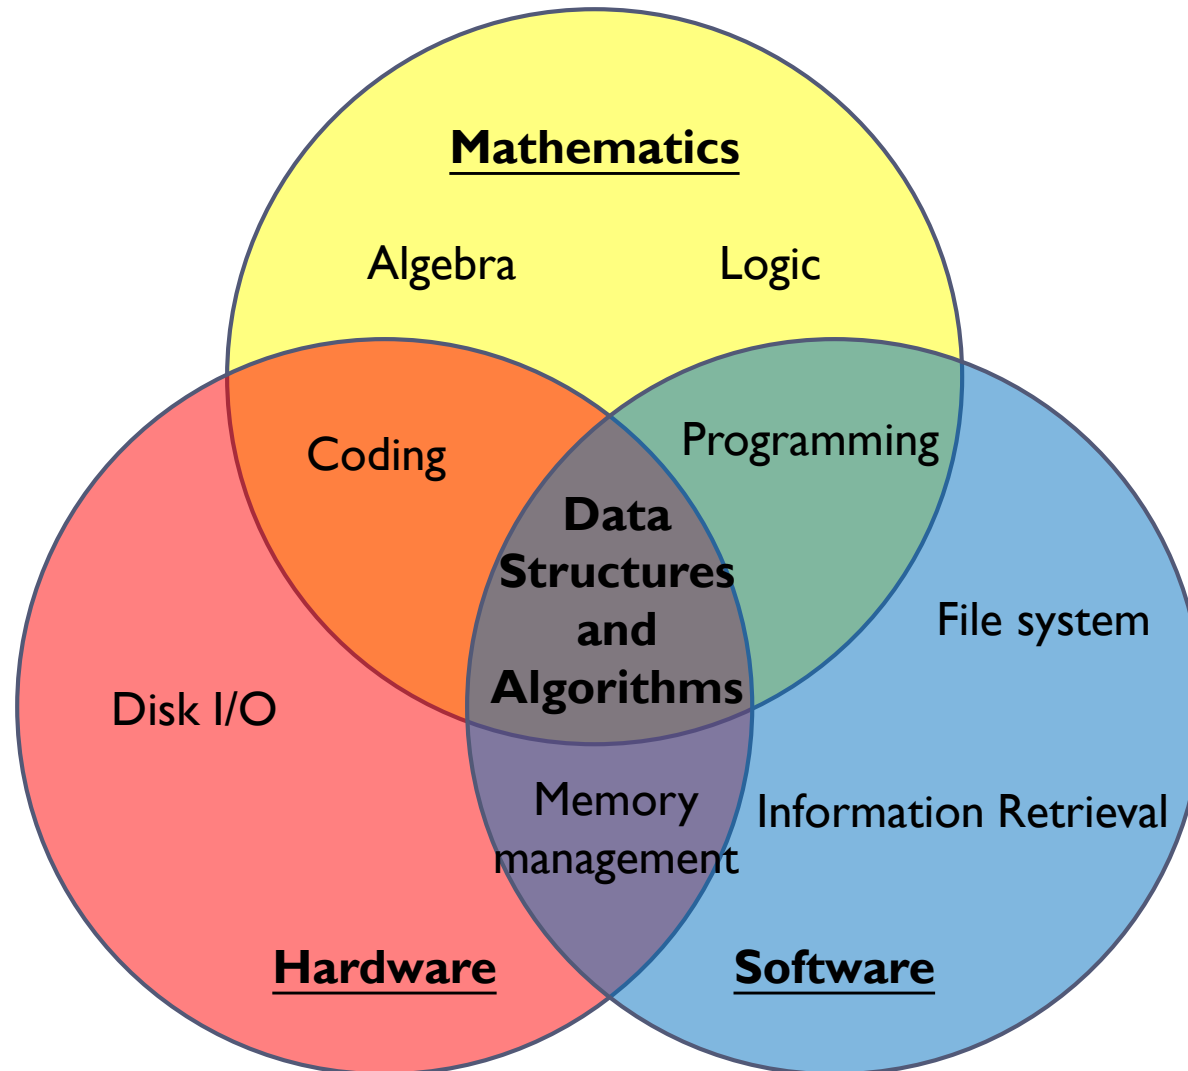 Mathematics
Algebra
Logic
Coding
Programming
Data
Structures
and
Algorithms
File system
Disk I/O
Memory
management
Information Retrieval
Hardware
Software